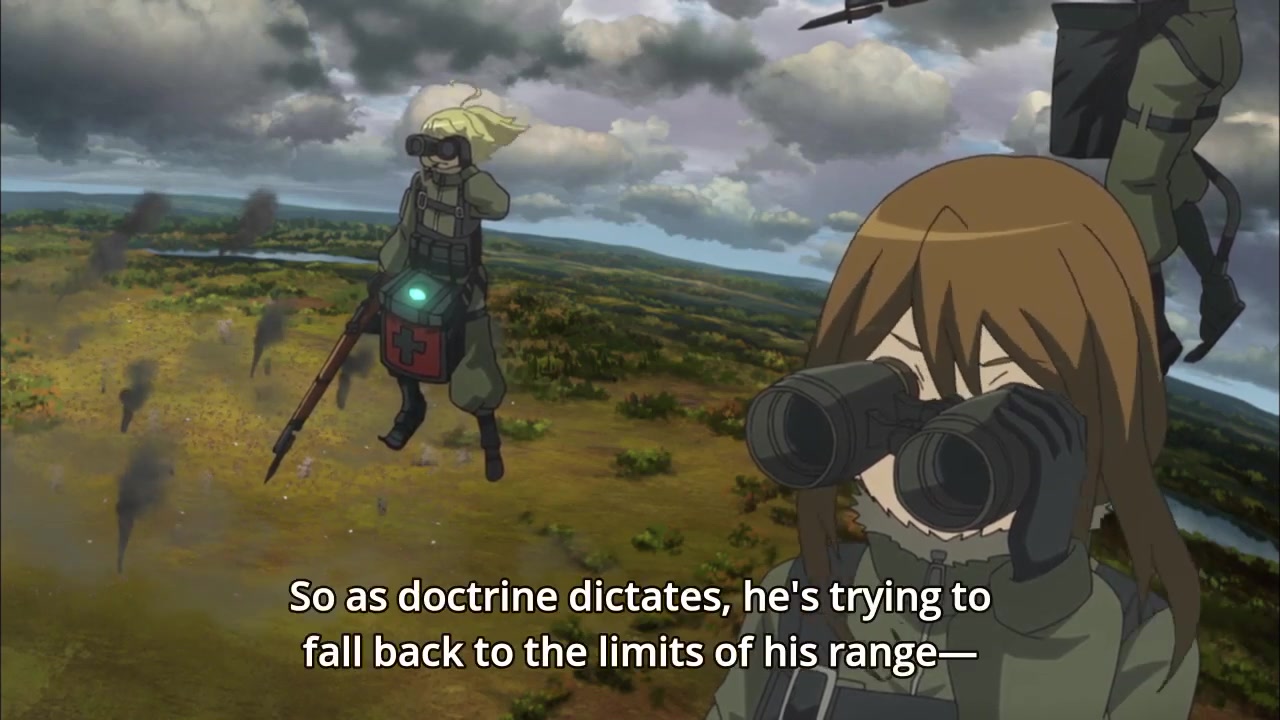 So as doctrine dictates, he's trying to
fall back to the limits of his range—